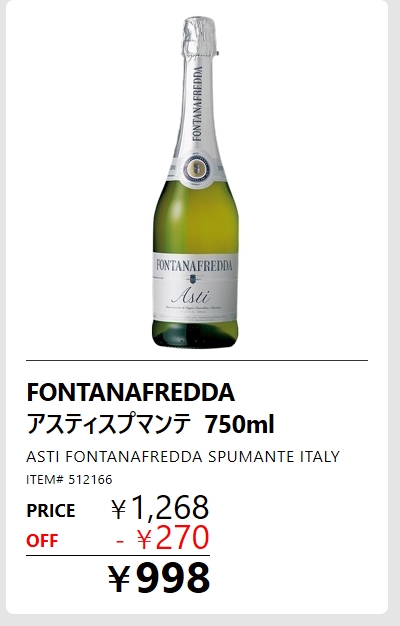 FONTANAFREDDA
FONTANAFREDDA
Asti
FONTANAFREDDA
アスティスプマンテ 750ml
ASTI FONTANAFREDDA SPUMANTE ITALY
ITEM# 512166
PRICE ￥1,268
OFF - ￥270
￥998